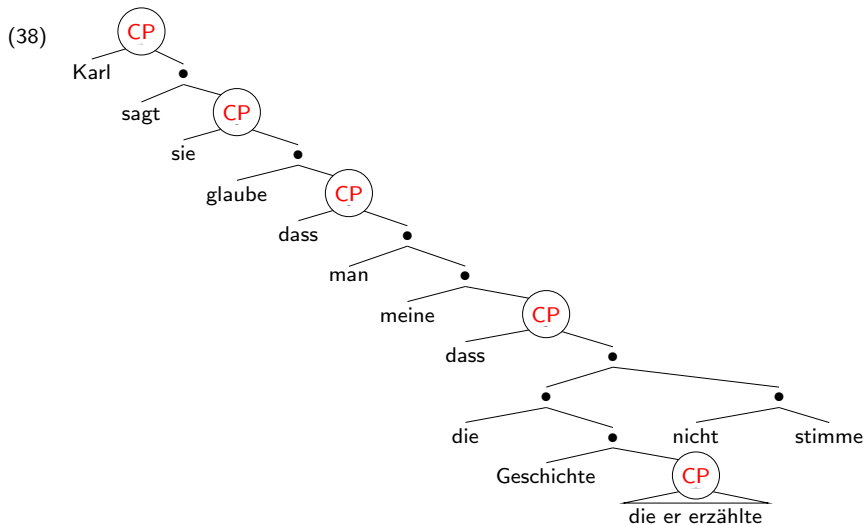 (38)
CP
Karl
sagt
CP
sie
glaube
CP
dass
man
meine
CP
dass
die
nicht
stimme
Geschichte
CP
die er erzählte